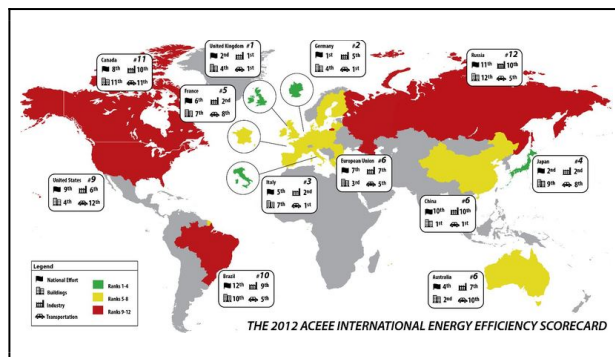 Canada #11
8th 10th
11th 11th
United Kingdom #1
2nd 1st
4th 1st
Germany #2
1st 5th
4th 1st
Russia #12
11th 10th
12th 5th
France #5
6th 2nd
7th 8th
United States #9
9th 6th
4th 12th
Italy #3
5th 2nd
7th 1st
European Union #6
7th 7th
3rd 5th
Japan #4
2nd 2nd
9th 8th
China #6
10th 10th
1st 1st
Brazil #10
12th 9th
10th 5th
Australia #6
4th 7th
2nd 10th
Legend
National Effort
Buildings
Industry
Transportation
Ranks 1-4
Ranks 5-8
Ranks 9-12
THE 2012 ACEEE INTERNATIONAL ENERGY EFFICIENCY SCORECARD